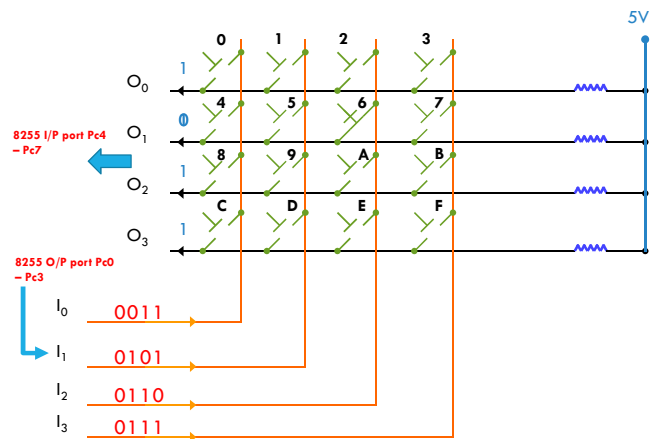 5V
0 1 2 3
1
O0
4 5 6 7
0
O1
8255 I/P port Pc4
– Pc7
8 9 A B
1
O2
C D E F
1
O3
8255 O/P port Pc0
– Pc3
I0 0011
I1 0101
I2 0110
I3 0111